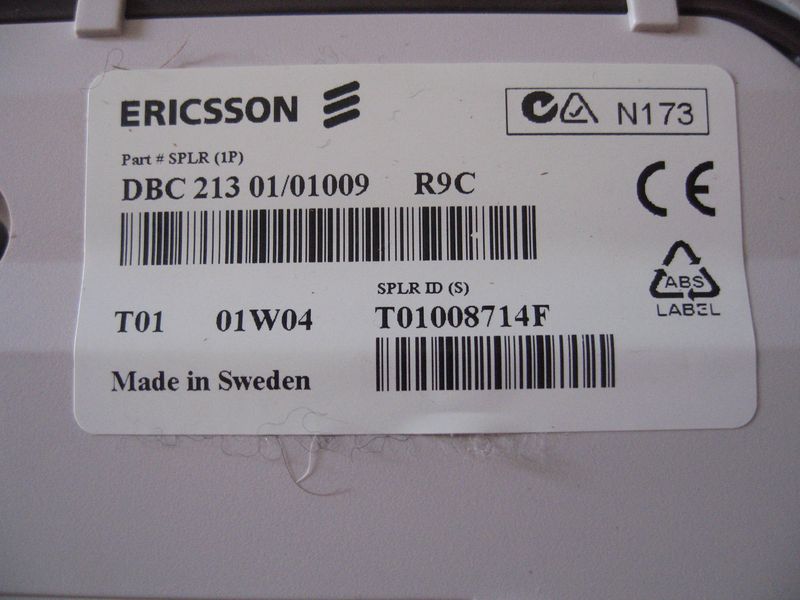 ERICSSON
N173
Part # SPLR (1P)
DBC 213 01/01009 R9C
CE
ABS
LABEL
SPLR ID (S)
T01 01W04 T01008714F
Made in Sweden